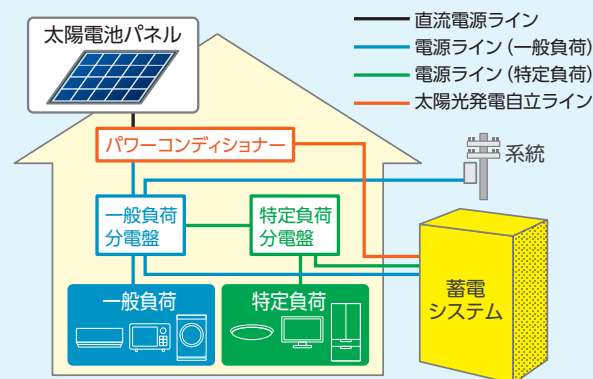 太陽電池パネル
直流電源ライン
電源ライン(一般負荷)
電源ライン(特定負荷)
太陽光発電自立ライン
パワーコンディショナー
系統
一般負荷
分電盤
特定負荷
分電盤
蓄電
システム
一般負荷
特定負荷